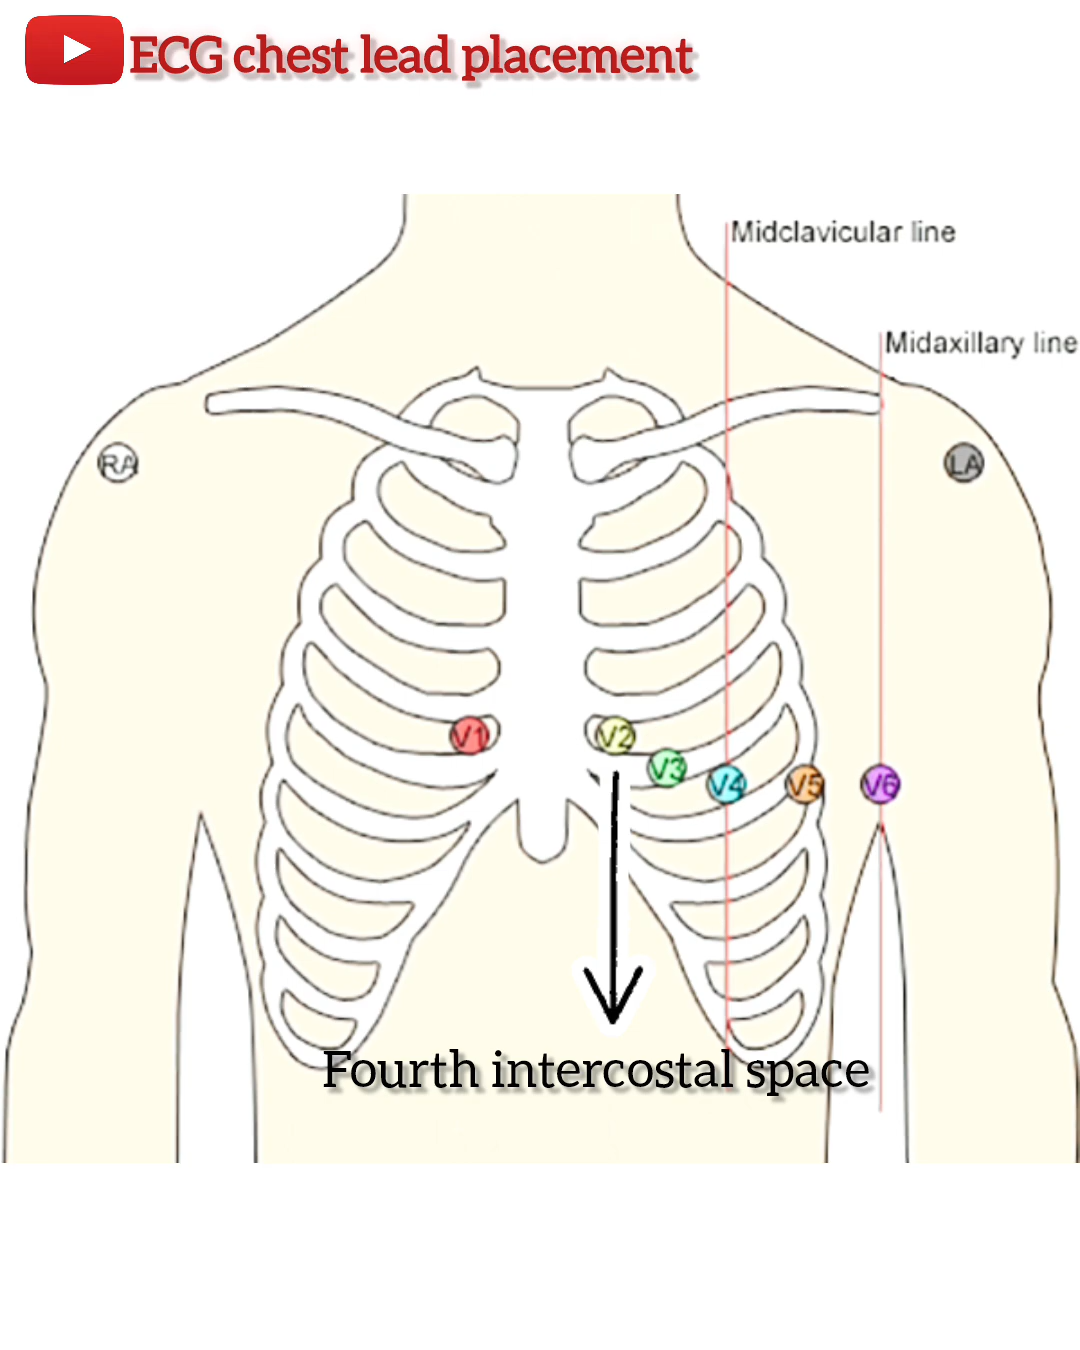 ECG chest lead placement
Midclavicular line
Midaxillary line
RA
LA
V1
V2
V3
V4
V5
V6
Fourth intercostal space